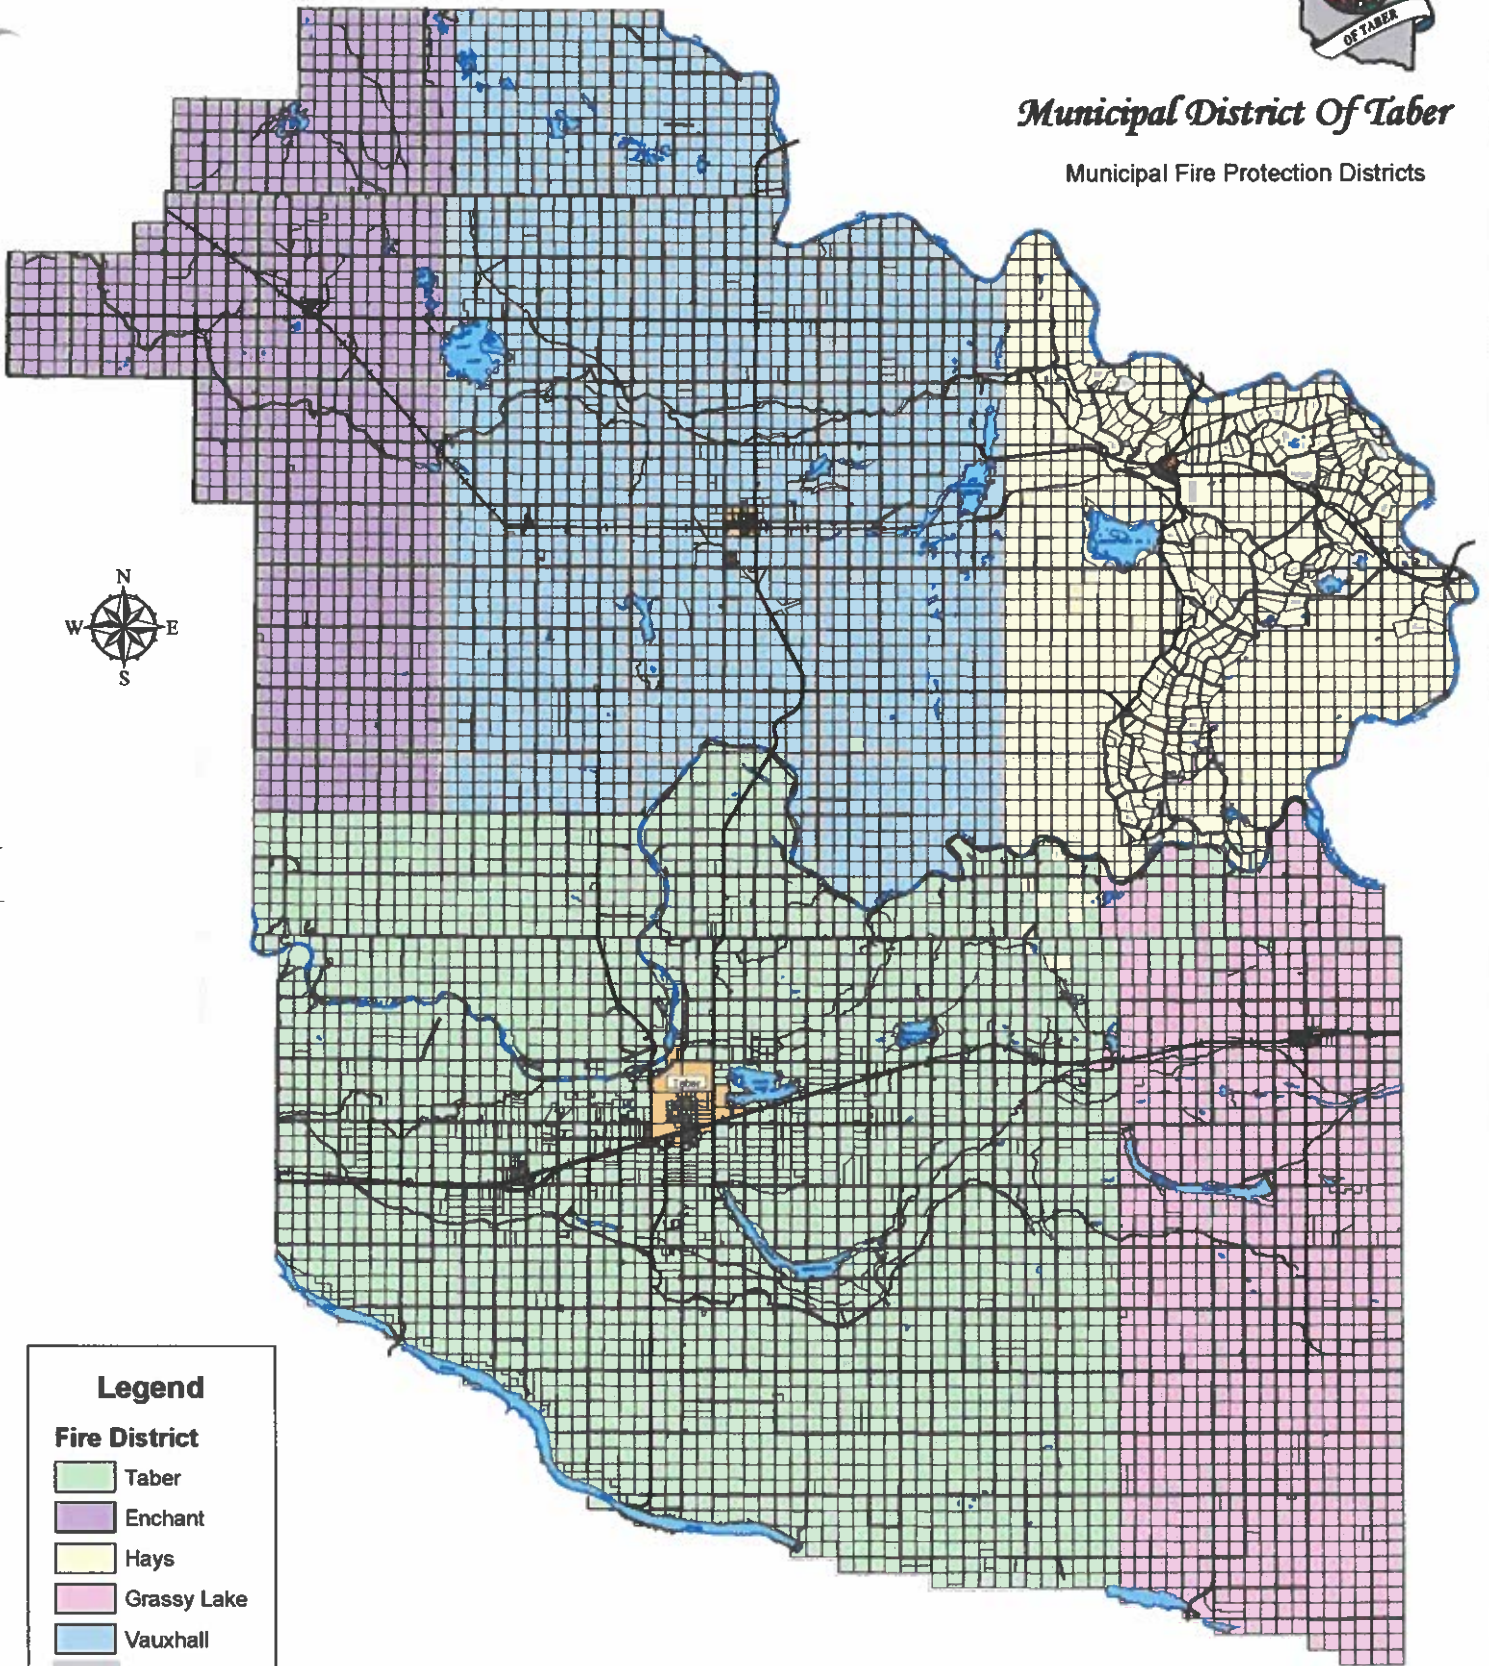 OF TABER
Municipal District Of Taber
Municipal Fire Protection Districts
N
W E
S
Taber
Legend
Fire District
Taber
Enchant
Hays
Grassy Lake
Vauxhall